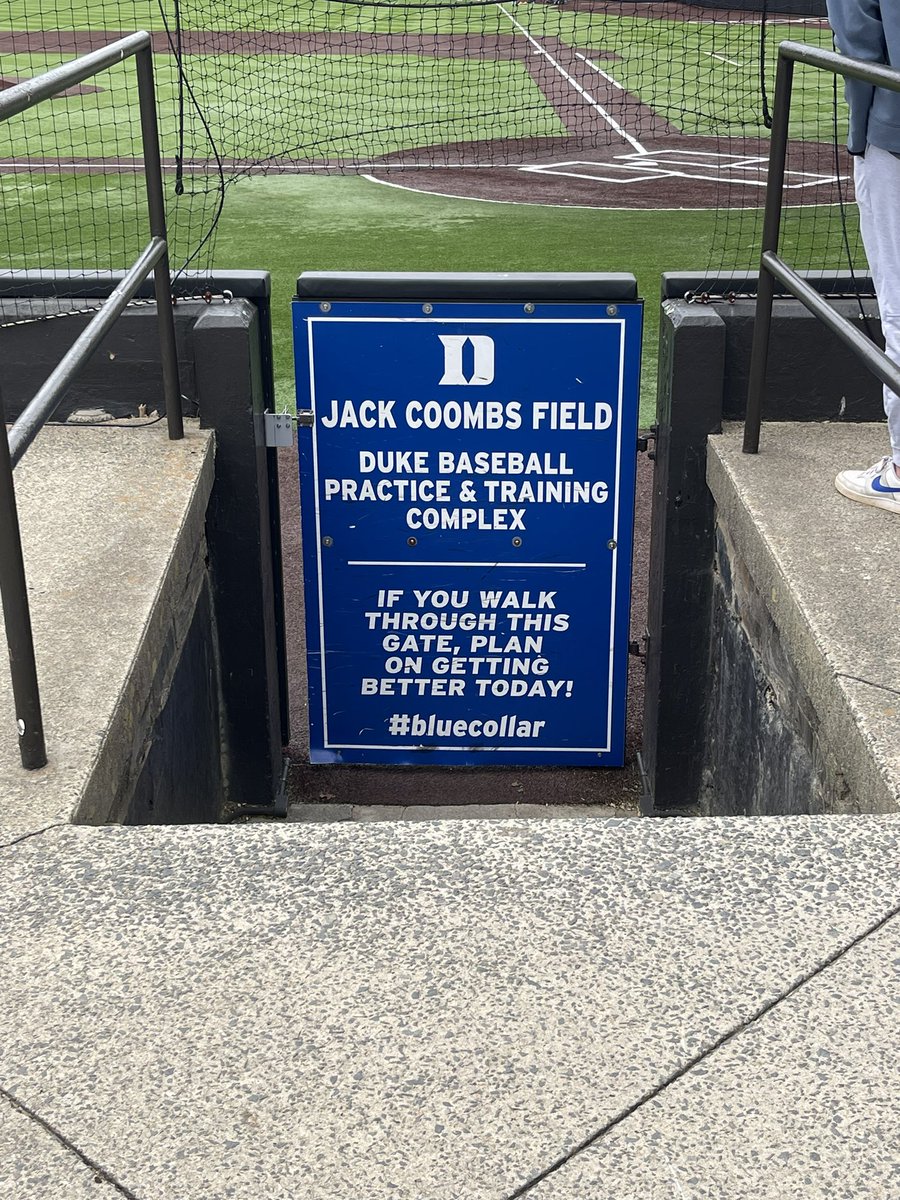 D
JACK COOMBS FIELD
DUKE BASEBALL
PRACTICE & TRAINING
COMPLEX
IF YOU WALK
THROUGH THIS
GATE, PLAN
ON GETTING
BETTER TODAY!
#bluecollar